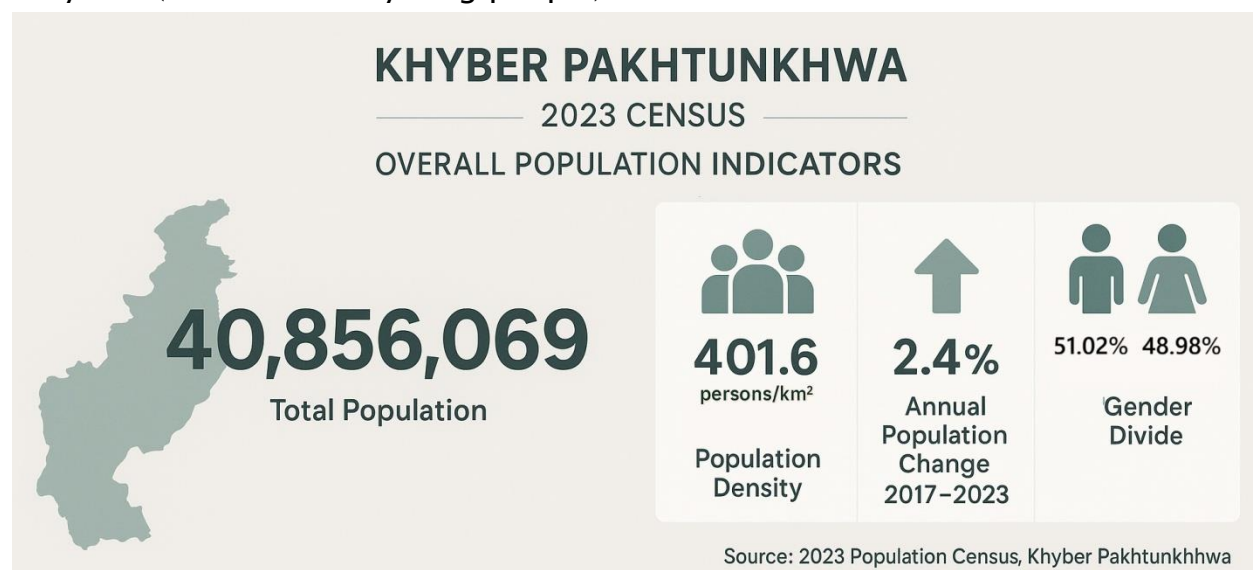 KHYBER PAKHTUNKHWA
2023 CENSUS
OVERALL POPULATION INDICATORS
40,856,069
Total Population
401.6
persons/km²
Population
Density
2.4%
Annual
Population
Change
2017–2023
51.02% 48.98%
Gender
Divide
Source: 2023 Population Census, Khyber Pakhtunkhhwa